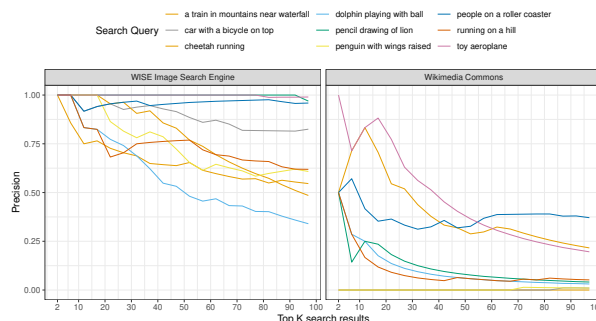 Search Query
a train in mountains near waterfall
car with a bicycle on top
cheetah running
dolphin playing with ball
pencil drawing of lion
penguin with wings raised
people on a roller coaster
running on a hill
toy aeroplane
WISE Image Search Engine
Wikimedia Commons
Precision
1.00
0.75
0.50
0.25
0.00
2 10 20 30 40 50 60 70 80 90 100
2 10 20 30 40 50 60 70 80 90 100
Top K search results